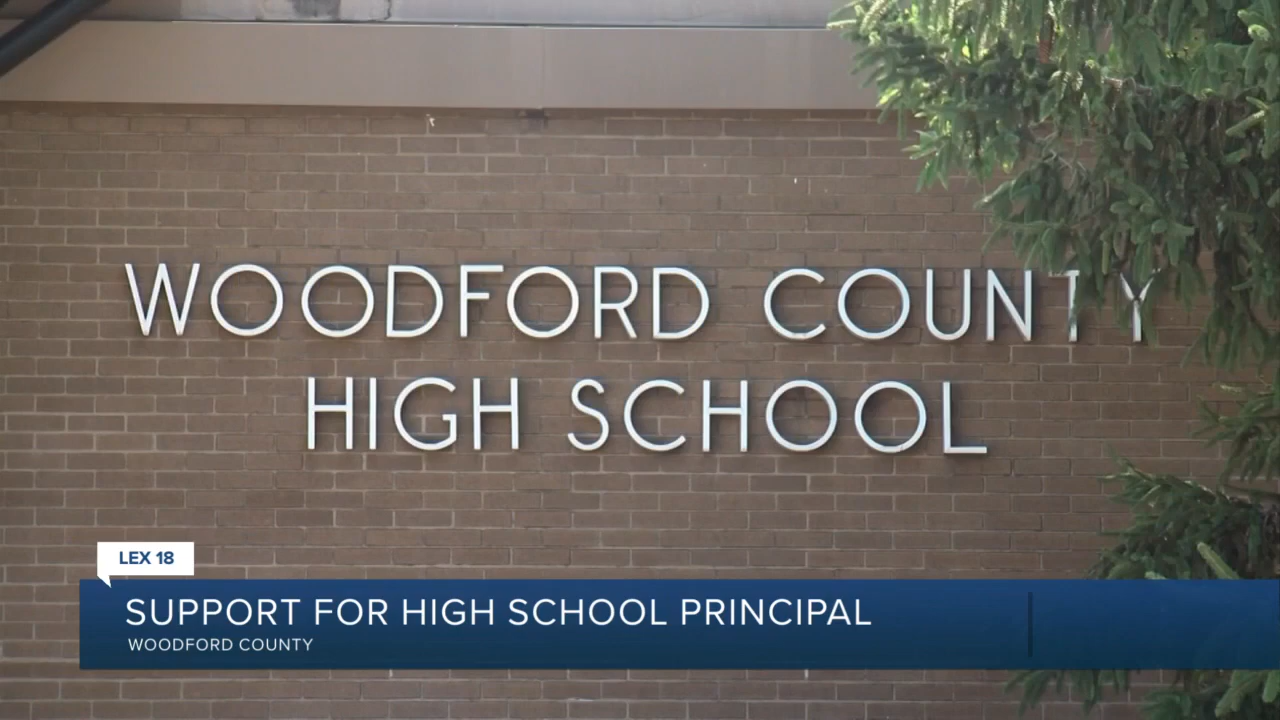 WOODFORD COUNTY
HIGH SCHOOL
LEX 18
SUPPORT FOR HIGH SCHOOL PRINCIPAL
WOODFORD COUNTY